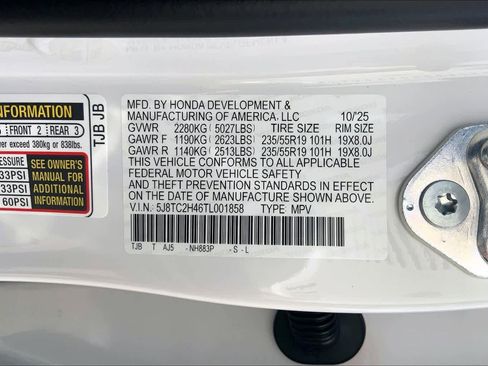 INFORMATION
FRONT 2 REAR 3
er exceed 380kg or 838lbs.
PRESSURE
33PSI
33PSI
60PSI
SEE OWNER'S
MANUAL FOR
ADDITIONAL
INFORMATION
TJB JB
MFD. BY HONDA DEVELOPMENT &
MANUFACTURING OF AMERICA, LLC 10/25
GVWR 2280KG (5027LBS) TIRE SIZE RIM SIZE
GAWR F 1190KG (2623LBS) 235/55R19 101H 19X8.0J
GAWR R 1140KG (2513LBS) 235/55R19 101H 19X8.0J
THIS VEHICLE CONFORMS TO ALL APPLICABLE
FEDERAL MOTOR VEHICLE SAFETY
AND THEFT PREVENTION STANDARDS IN EFFECT
ON THE DATE OF MANUFACTURE SHOWN ABOVE.
V.I.N. 5J8TC2H46TL001858 TYPE MPV
TJB T AJ5 -NH883P -S-L